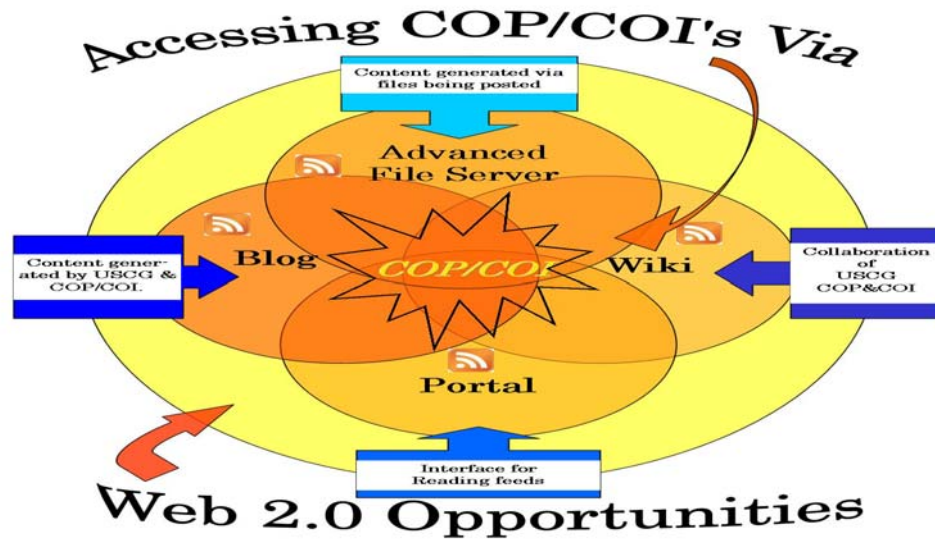 Accessing COP/COI's Via
Content generated via
files being posted
Advanced
File Server
Blog
COP/COI
Wiki
Content gener-
ated by USCG &
COP/COI.
Collaboration
of
USCG
COP&COI
Portal
Interface for
Reading feeds
Web 2.0 Opportunities